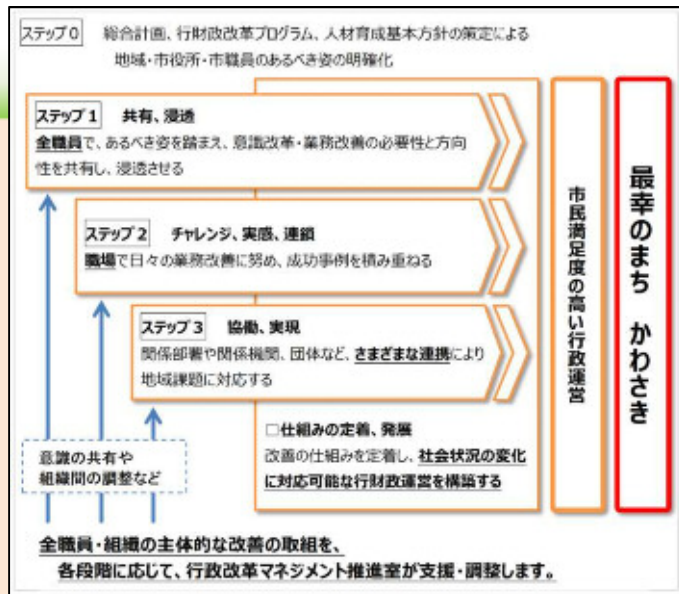 ステップ０ 総合計画、行財政改革プログラム、人材育成基本方針の策定による
地域・市役所・市職員のあるべき姿の明確化
ステップ１ 共有、浸透
全職員で、あるべき姿を踏まえ、意識改革・業務改善の必要性と方向
性を共有し、浸透させる
ステップ２ チャレンジ、実感、連鎖
職場で日々の業務改善に努め、成功事例を積み重ねる
ステップ３ 協働、実現
関係部署や関係機関、団体など、さまざまな連携により
地域課題に対応する
□仕組みの定着、発展
改善の仕組みを定着し、社会状況の変化
に対応可能な行財政運営を構築する
意識の共有や
組織間の調整など
全職員・組織の主体的な改善の取組を、
各段階に応じて、行政改革マネジメント推進室が支援・調整します。
市民満足度の高い行政運営
最幸のまち かわさき